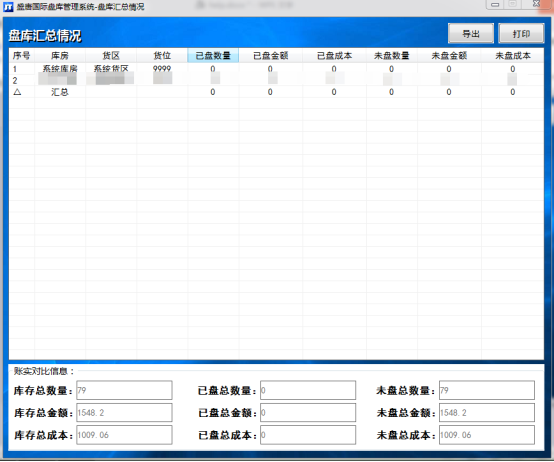 盘库国际盘库管理系统-盘库汇总情况
盘库汇总情况
导出 打印
序号 库房 货区 货位 已盘数量 已盘金额 已盘成本 未盘数量 未盘金额 未盘成本
1 系统库房 系统货区 9999 0 0 0 0 0 0
2
△ 汇总 0 0 0 0 0 0
账实对比信息：
库存总数量：79 已盘总数量：0 未盘总数量：79
库存总金额：1548.2 已盘总金额：0 未盘总金额：1548.2
库存总成本：1009.06 已盘总成本：0 未盘总成本：1009.06